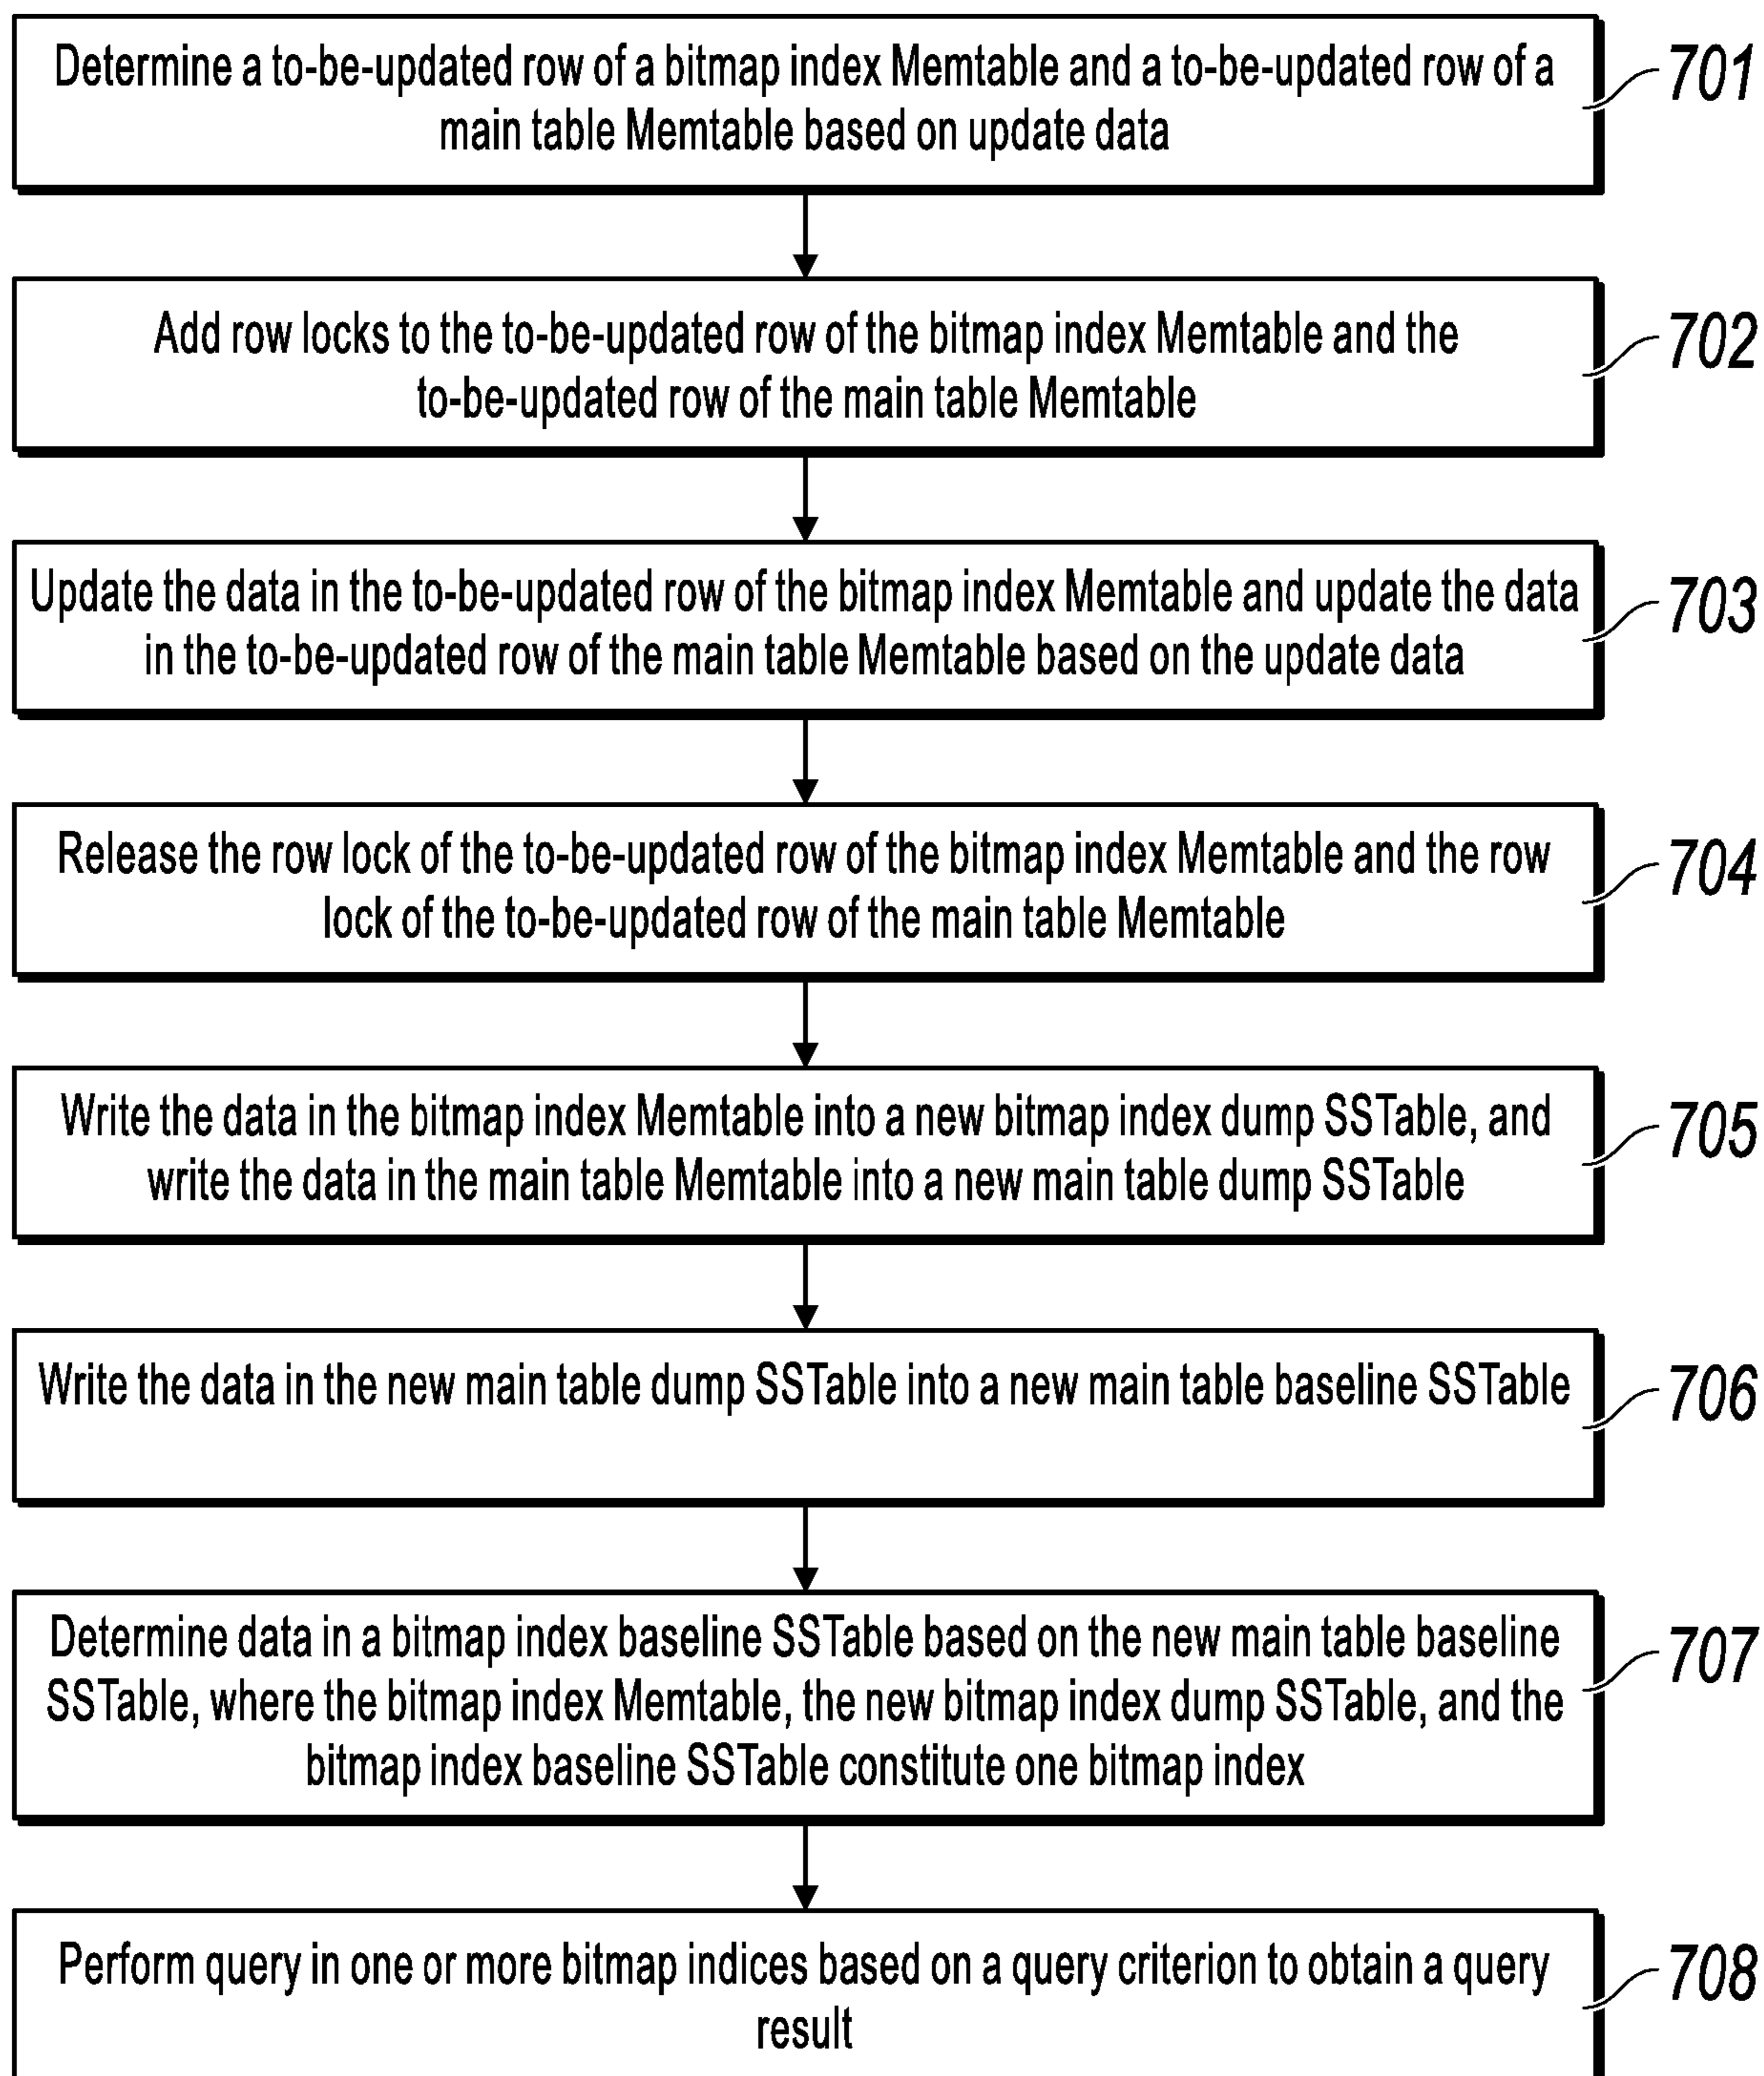 Determine a to-be-updated row of a bitmap index Memtable and a to-be-updated row of a
main table Memtable based on update data
701
Add row locks to the to-be-updated row of the bitmap index Memtable and the
to-be-updated row of the main table Memtable
702
Update the data in the to-be-updated row of the bitmap index Memtable and update the data
in the to-be-updated row of the main table Memtable based on the update data
703
Release the row lock of the to-be-updated row of the bitmap index Memtable and the row
lock of the to-be-updated row of the main table Memtable
704
Write the data in the bitmap index Memtable into a new bitmap index dump SSTable, and
write the data in the main table Memtable into a new main table dump SSTable
705
Write the data in the new main table dump SSTable into a new main table baseline SSTable
706
Determine data in a bitmap index baseline SSTable based on the new main table baseline
SSTable, where the bitmap index Memtable, the new bitmap index dump SSTable, and the
bitmap index baseline SSTable constitute one bitmap index
707
Perform query in one or more bitmap indices based on a query criterion to obtain a query
result
708